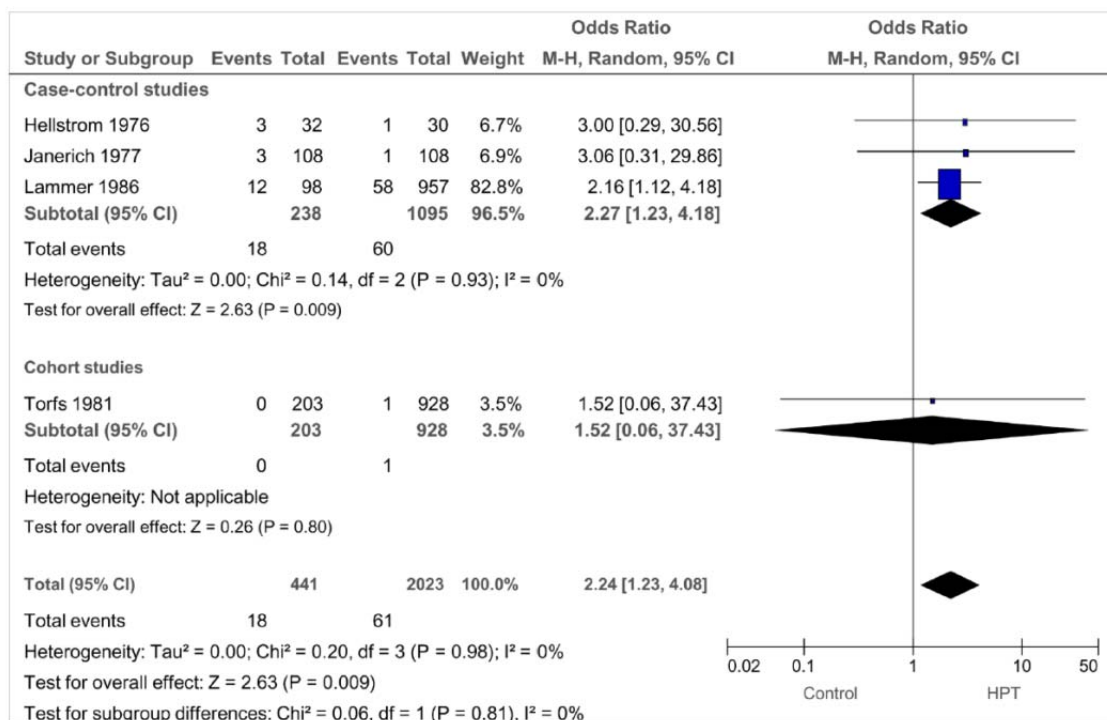 Odds Ratio Odds Ratio
Study or Subgroup Events Total Events Total Weight M-H, Random, 95% CI M-H, Random, 95% CI
Case-control studies
Hellstrom 1976 3 32 1 30 6.7% 3.00 [0.29, 30.56]
Janerich 1977 3 108 1 108 6.9% 3.06 [0.31, 29.86]
Lammer 1986 12 98 58 957 82.8% 2.16 [1.12, 4.18]
Subtotal (95% CI) 238 1095 96.5% 2.27 [1.23, 4.18]
Total events 18 60
Heterogeneity: Tau² = 0.00; Chi² = 0.14, df = 2 (P = 0.93); I² = 0%
Test for overall effect: Z = 2.63 (P = 0.009)
Cohort studies
Torfs 1981 0 203 1 928 3.5% 1.52 [0.06, 37.43]
Subtotal (95% CI) 203 928 3.5% 1.52 [0.06, 37.43]
Total events 0 1
Heterogeneity: Not applicable
Test for overall effect: Z = 0.26 (P = 0.80)
Total (95% CI) 441 2023 100.0% 2.24 [1.23, 4.08]
Total events 18 61
Heterogeneity: Tau² = 0.00; Chi² = 0.20, df = 3 (P = 0.98); I² = 0%
0.02 0.1 1 10 50
Test for overall effect: Z = 2.63 (P = 0.009)
Control HPT
Test for subgroup differences: Chi² = 0.06, df = 1 (P = 0.81), I² = 0%